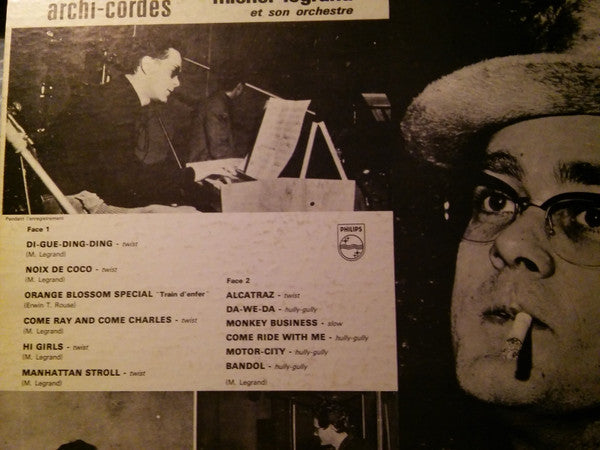 archi-cordes
michel legrand
et son orchestre
Pendant l'enregistrement
PHILIPS
Face 1
DI-GUE-DING-DING - twist
(M. Legrand)
NOIX DE COCO - twist
(M. Legrand)
ORANGE BLOSSOM SPECIAL "Train d'enfer"
(Erwin T. Rouse)
COME RAY AND COME CHARLES - twist
(M. Legrand)
HI GIRLS - twist
(M. Legrand)
MANHATTAN STROLL - twist
(M. Legrand)
Face 2
ALCATRAZ - twist
DA-WE-DA - hully-gully
MONKEY BUSINESS - slow
COME RIDE WITH ME - hully-gully
MOTOR-CITY - hully-gully
BANDOL - hully-gully
(M. Legrand)